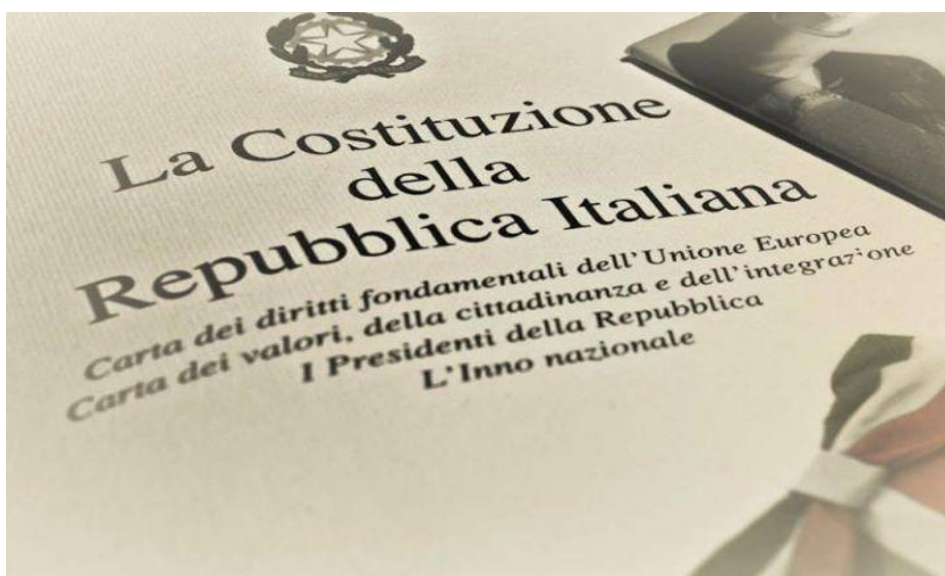 La Costituzione
della
Repubblica Italiana
Carta dei diritti fondamentali dell'Unione Europea
Carta dei valori, della cittadinanza e dell'integrazione
I Presidenti della Repubblica
L'Inno nazionale